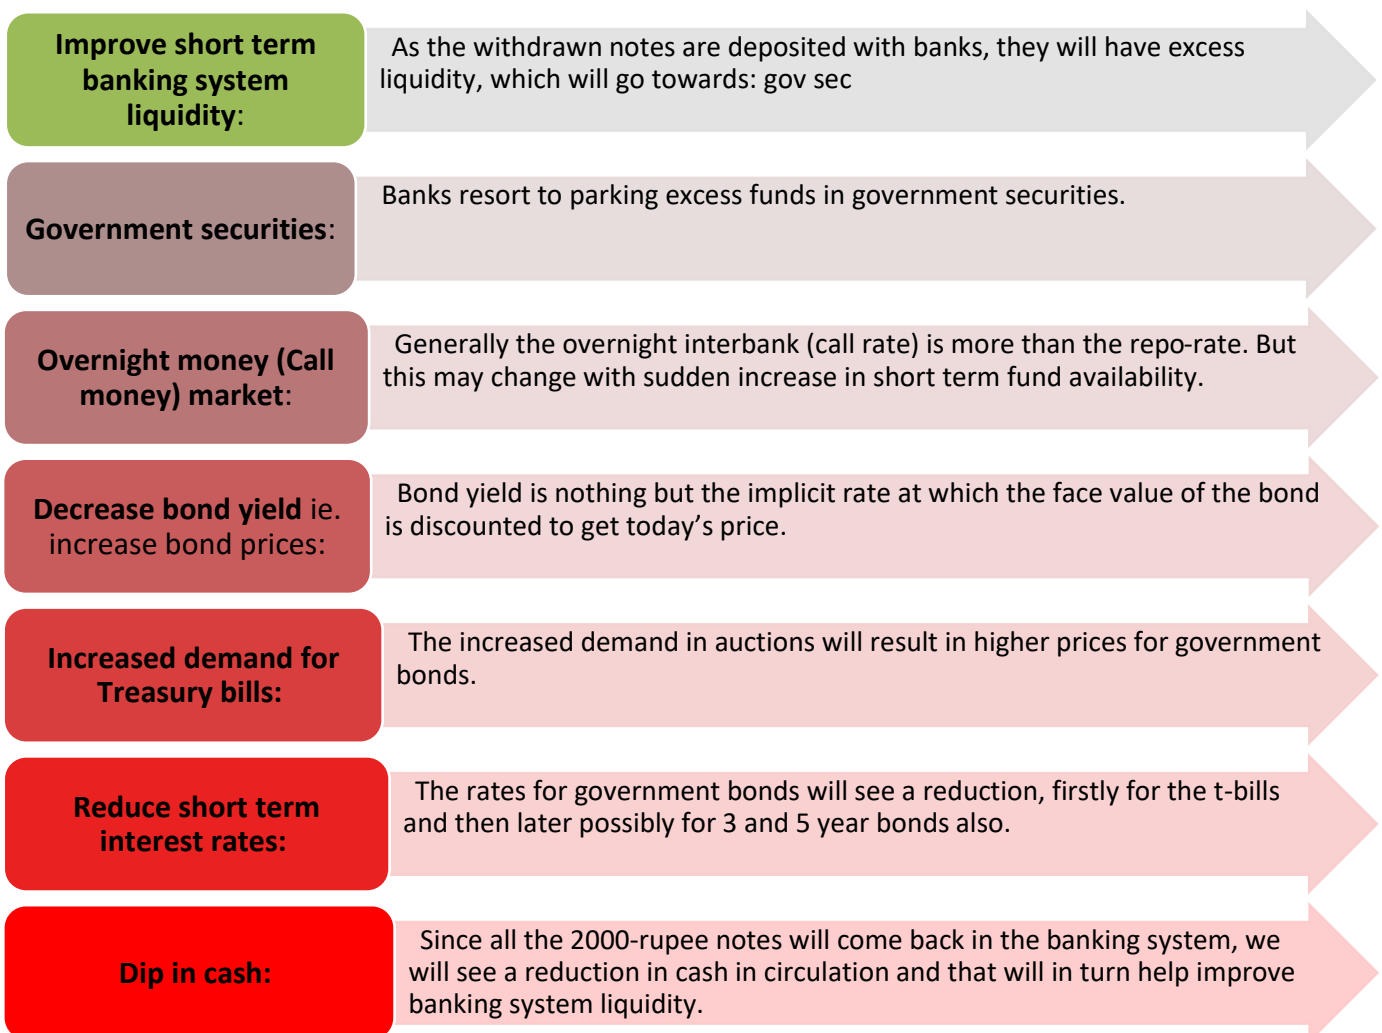 Improve short term
banking system
liquidity:
As the withdrawn notes are deposited with banks, they will have excess
liquidity, which will go towards: gov sec
Government securities:
Banks resort to parking excess funds in government securities.
Overnight money (Call
money) market:
Generally the overnight interbank (call rate) is more than the repo-rate. But
this may change with sudden increase in short term fund availability.
Decrease bond yield ie.
increase bond prices:
Bond yield is nothing but the implicit rate at which the face value of the bond
is discounted to get today’s price.
Increased demand for
Treasury bills:
The increased demand in auctions will result in higher prices for government
bonds.
Reduce short term
interest rates:
The rates for government bonds will see a reduction, firstly for the t-bills
and then later possibly for 3 and 5 year bonds also.
Dip in cash:
Since all the 2000-rupee notes will come back in the banking system, we
will see a reduction in cash in circulation and that will in turn help improve
banking system liquidity.